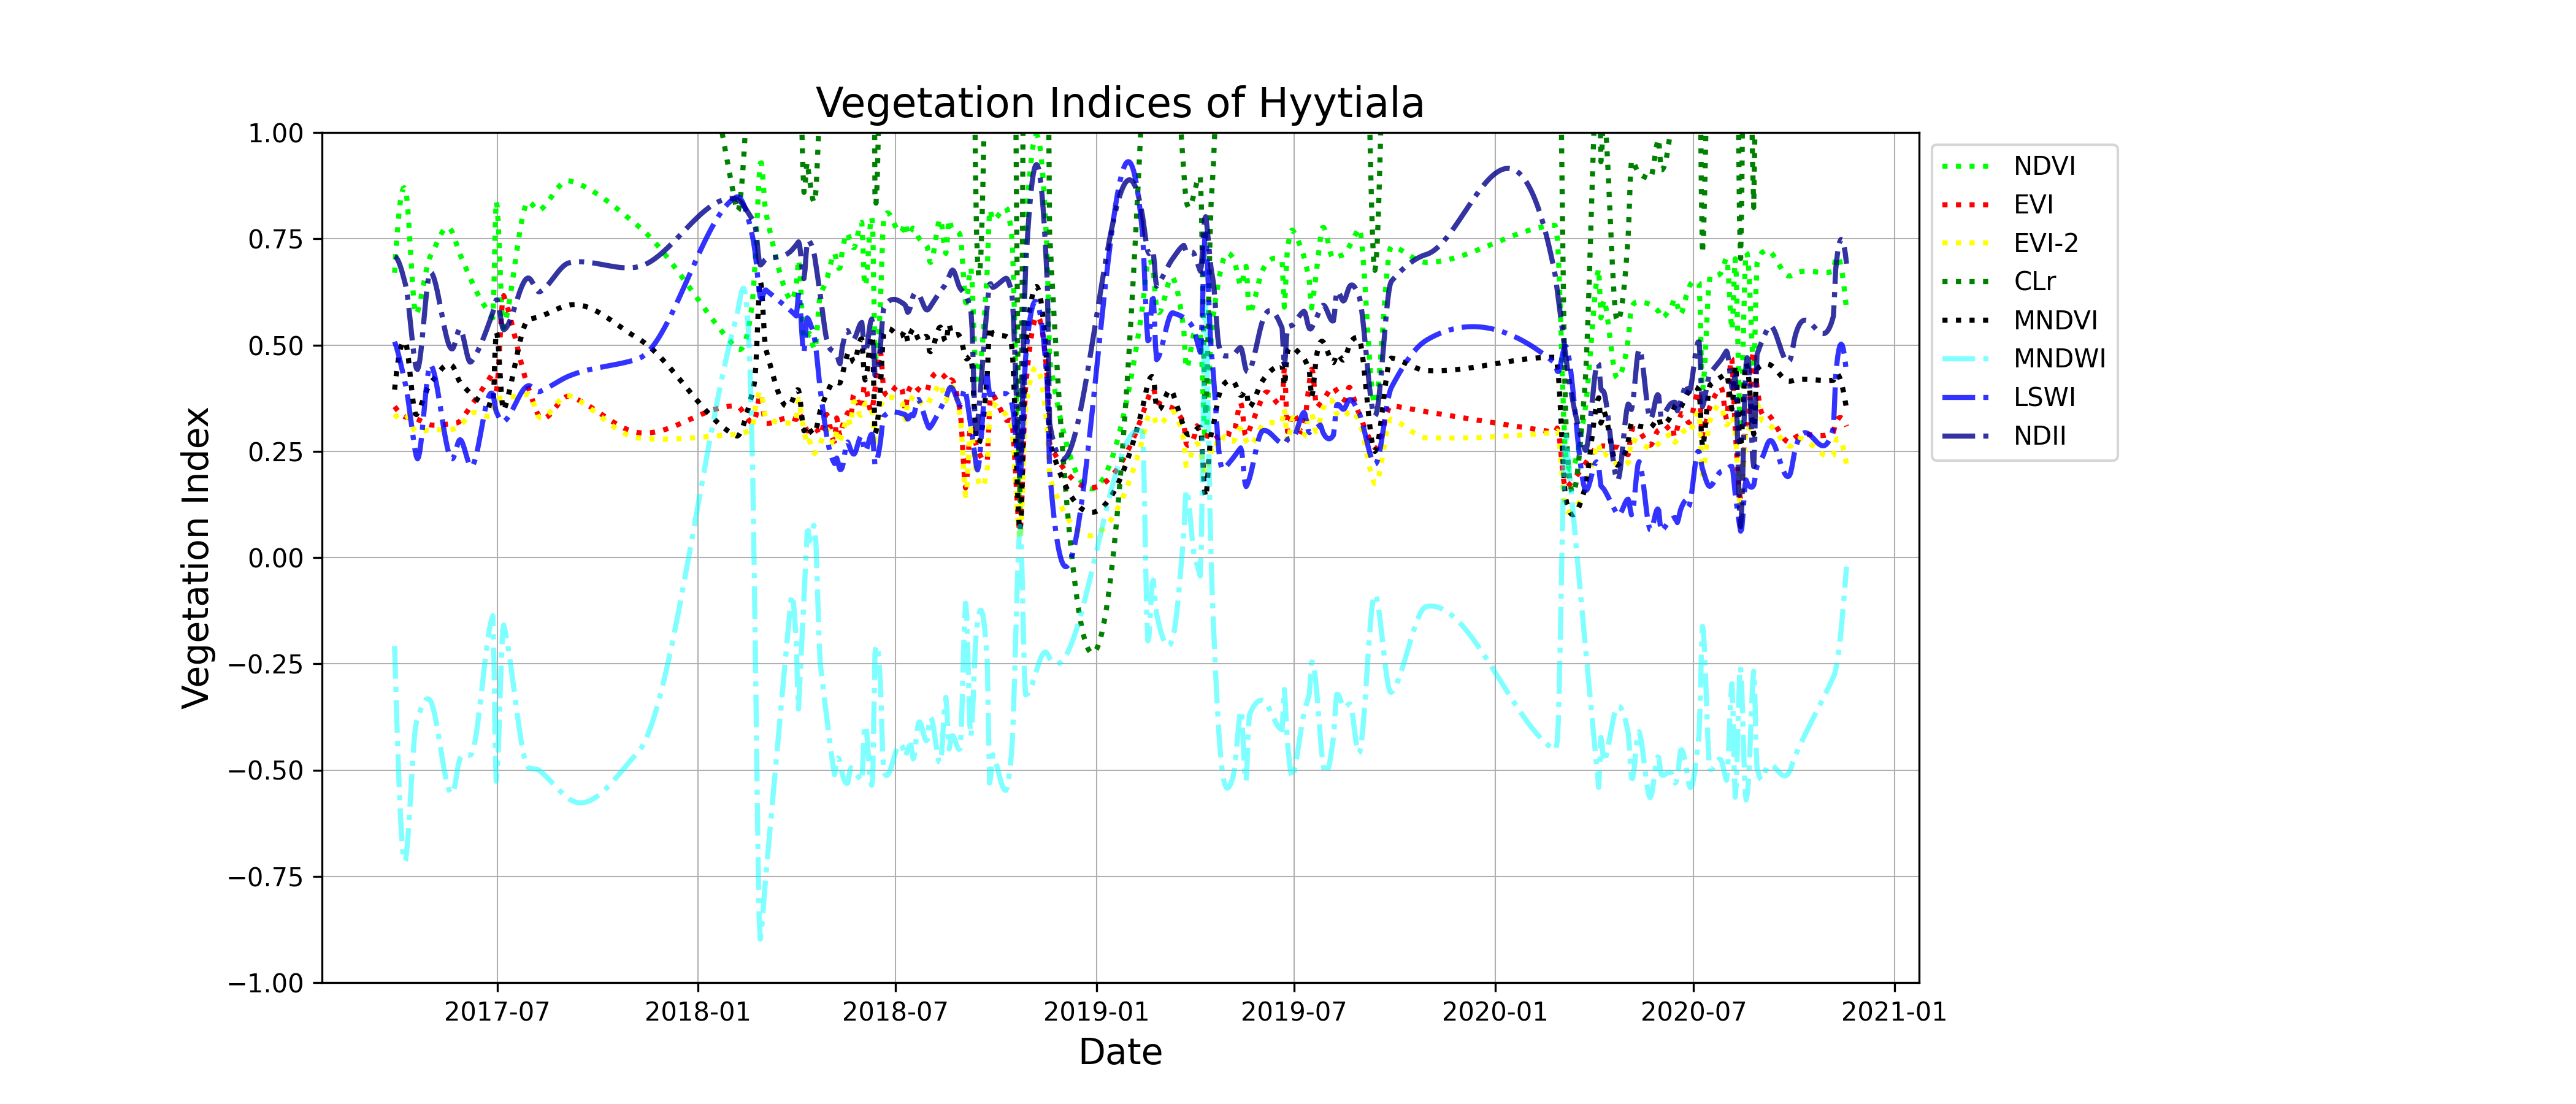 Vegetation Indices of Hyytiala
Vegetation Index
1.00
0.75
0.50
0.25
0.00
−0.25
−0.50
−0.75
−1.00
2017-07
2018-01
2018-07
2019-01
2019-07
2020-01
2020-07
2021-01
Date
NDVI
EVI
EVI-2
CLr
MNDVI
MNDWI
LSWI
NDII